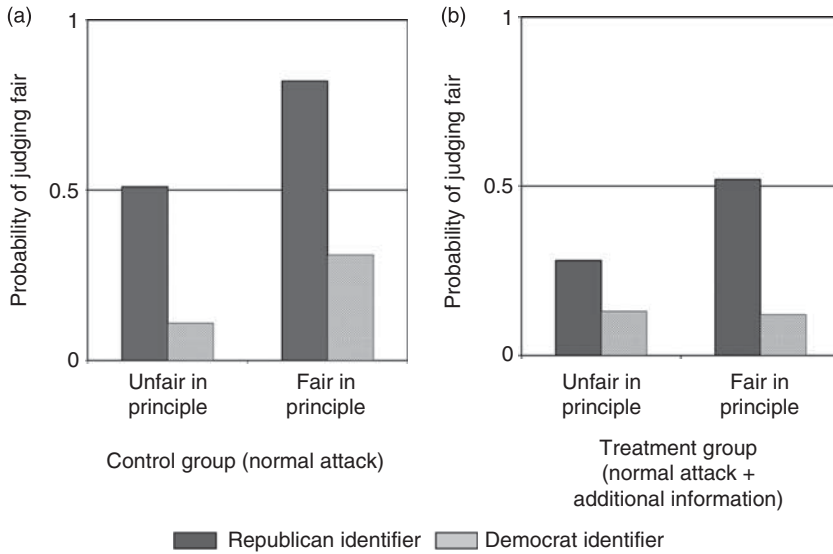 (a)
Probability of judging fair
1
0.5
0
Unfair in
principle
Fair in
principle
Control group (normal attack)
(b)
Probability of judging fair
1
0.5
0
Unfair in
principle
Fair in
principle
Treatment group
(normal attack +
additional information)
Republican identifier
Democrat identifier